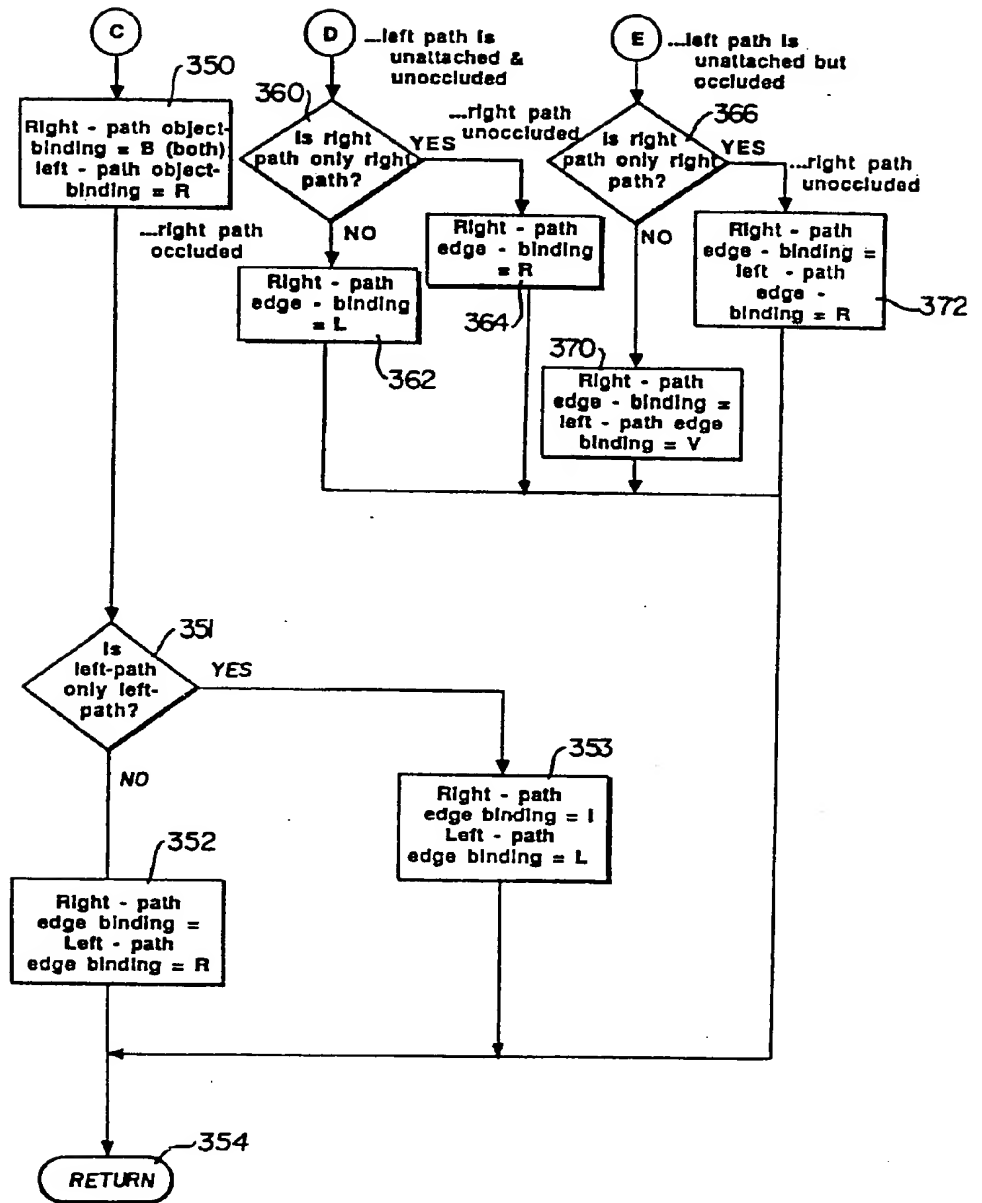 C
350
Right - path object-
binding = B (both)
left - path object-
binding = R
D
...left path is
unattached &
unoccluded
360
Is right
path only right
path?
YES
...right path
unoccluded
NO
...right path
occluded
Right - path
edge - binding
= L
362
Right - path
edge - binding
= R
364
E
...left path is
unattached but
occluded
366
Is right
path only right
path?
YES
...right path
unoccluded
NO
Right - path
edge - binding =
left - path
edge -
binding = R
372
370
Right - path
edge - binding =
left - path edge
binding = V
351
Is
left-path
only left-
path?
YES
NO
353
Right - path
edge binding = I
Left - path
edge binding = L
352
Right - path
edge binding =
Left - path
edge binding = R
354
RETURN